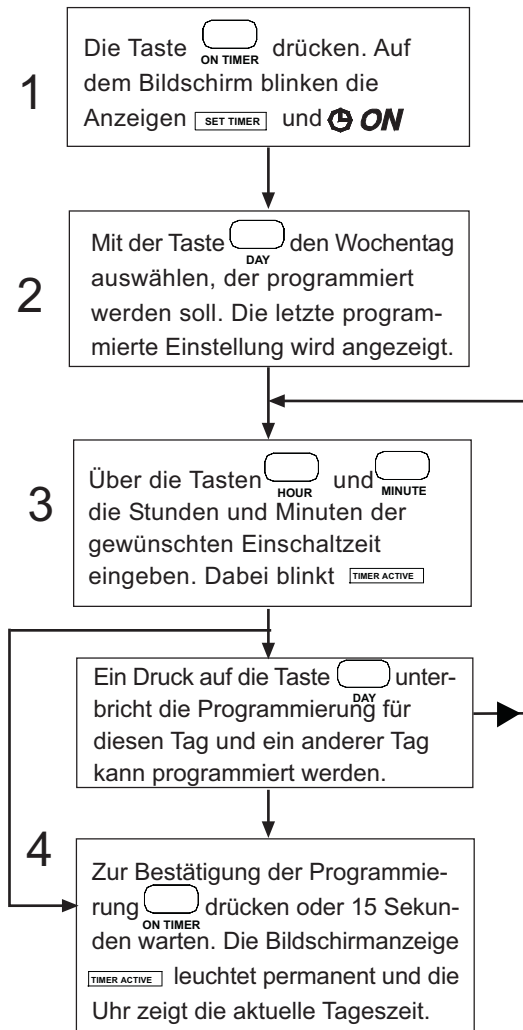 1
Die Taste drücken. Auf
ON TIMER
dem Bildschirm blinken die
Anzeigen SET TIMER und ON
2
Mit der Taste den Wochentag
DAY
auswählen, der programmiert
werden soll. Die letzte program-
mierte Einstellung wird angezeigt.
3
Über die Tasten und
HOUR MINUTE
die Stunden und Minuten der
gewünschten Einschaltzeit
eingeben. Dabei blinkt TIMER ACTIVE
Ein Druck auf die Taste unter-
DAY
bricht die Programmierung für
diesen Tag und ein anderer Tag
kann programmiert werden.
4
Zur Bestätigung der Programmie-
rung drücken oder 15 Sekun-
ON TIMER
den warten. Die Bildschirmanzeige
TIMER ACTIVE leuchtet permanent und die
Uhr zeigt die aktuelle Tageszeit.